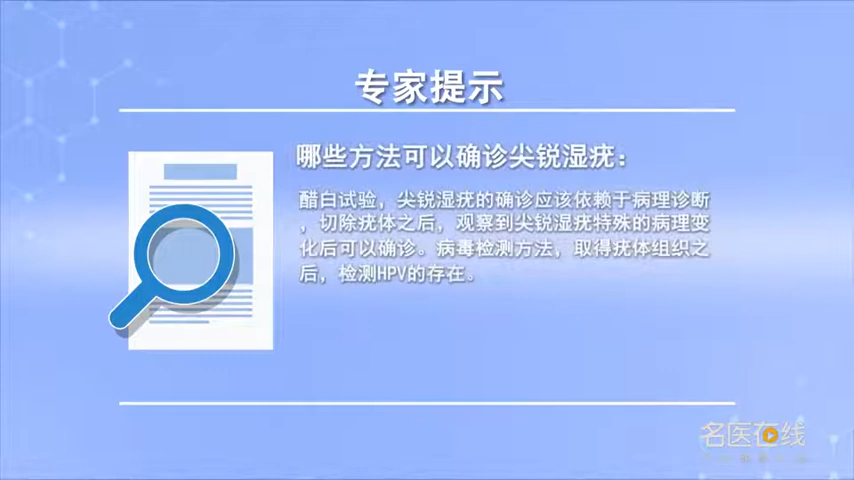 专家提示
哪些方法可以确诊尖锐湿疣：
醋白试验，尖锐湿疣的确诊应该依赖于病理诊断
，切除疣体之后，观察到尖锐湿疣特殊的病理变
化后可以确诊。病毒检测方法，取得疣体组织之
后，检测HPV的存在。
名医在线